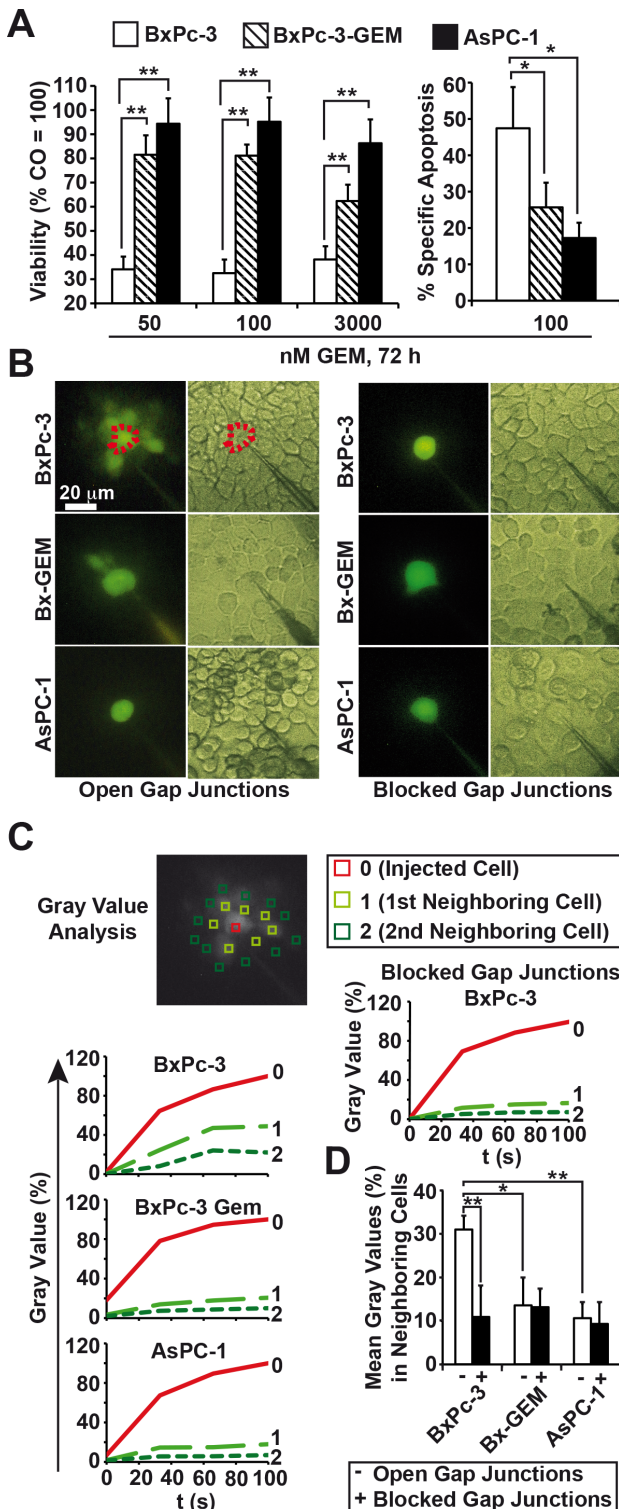 A
BxPc-3 BxPc-3-GEM AsPC-1
Viability (% CO = 100)
110
100
90
80
70
60
50
40
30
20
** ** ** ** ** **
50 100 3000
% Specific Apoptosis
60
50
40
30
20
10
0
* *
100
nM GEM, 72 h
B
BxPc-3
20 µm
Bx-GEM
AsPC-1
Open Gap Junctions
BxPc-3
Bx-GEM
AsPC-1
Blocked Gap Junctions
C
Gray Value
Analysis
0 (Injected Cell)
1 (1st Neighboring Cell)
2 (2nd Neighboring Cell)
Blocked Gap Junctions
BxPc-3
Gray Value (%)
120
80
40
0
0
1
2
0 20 40 60 80 100
t (s)
Gray Value (%)
BxPc-3
120
80
40
0
0
1
2
BxPc-3 Gem
120
80
40
0
0
1
2
AsPC-1
120
80
40
0
0
1
2
0 20 40 60 80 100
t (s)
D
Mean Gray Values (%)
in Neighboring Cells
40
30
20
10
0
** * **
- + - + - +
BxPc-3 Bx-GEM AsPC-1
- Open Gap Junctions
+ Blocked Gap Junctions